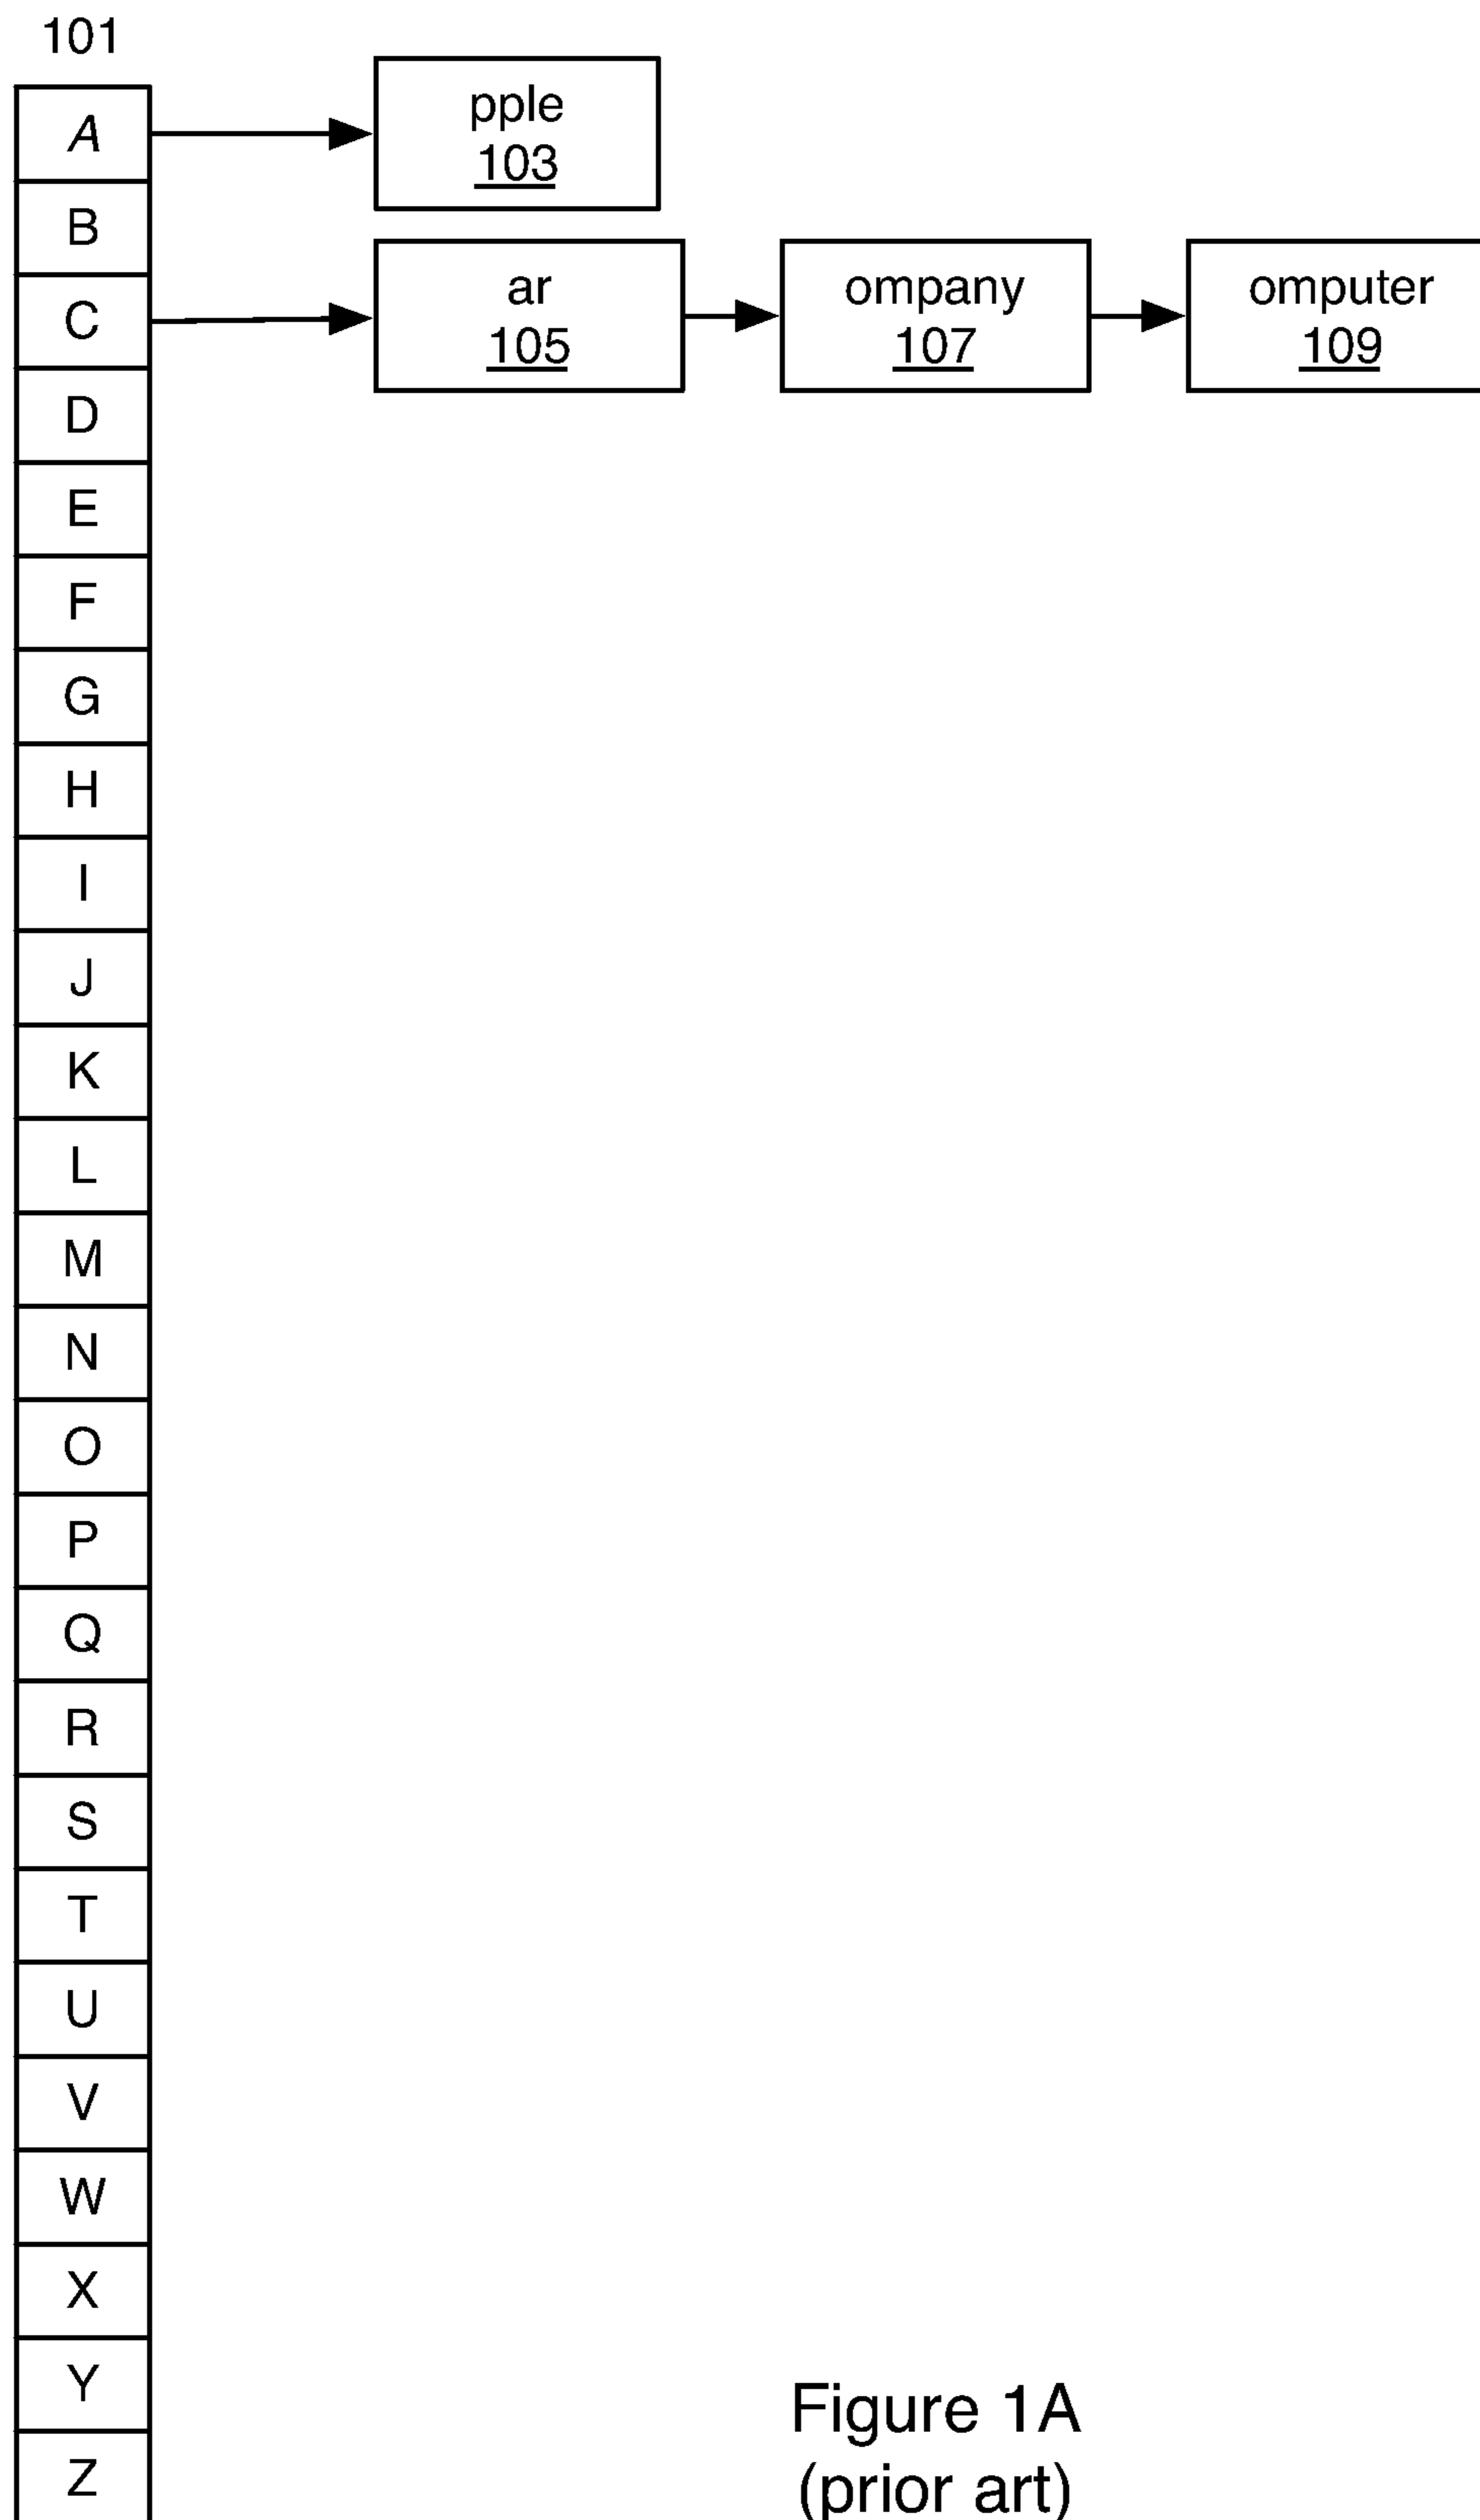 101
A
pple
103
B
C
ar
105
ompany
107
omputer
109
D
E
F
G
H
I
J
K
L
M
N
O
P
Q
R
S
T
U
V
W
X
Y
Z
Figure 1A
(prior art)